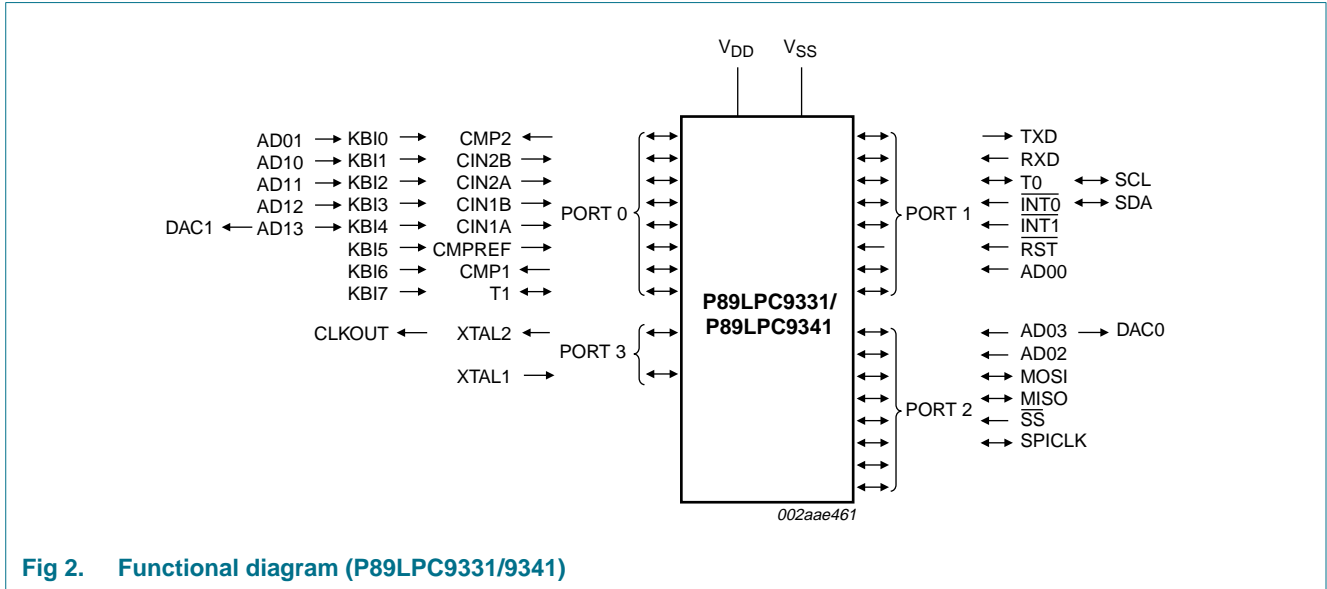 VDD VSS
AD01 KBI0 CMP2 TXD
AD10 KBI1 CIN2B RXD
AD11 KBI2 CIN2A T0 SCL
AD12 KBI3 CIN1B PORT 0 PORT 1 INT0 SDA
DAC1 AD13 KBI4 CIN1A INT1
KBI5 CMPREF RST
KBI6 CMP1 AD00
KBI7 T1
P89LPC9331/
P89LPC9341
CLKOUT XTAL2 AD03 DAC0
PORT 3 AD02
XTAL1 MOSI
MISO
PORT 2 SS
SPICLK
002aae461
Fig 2. Functional diagram (P89LPC9331/9341)